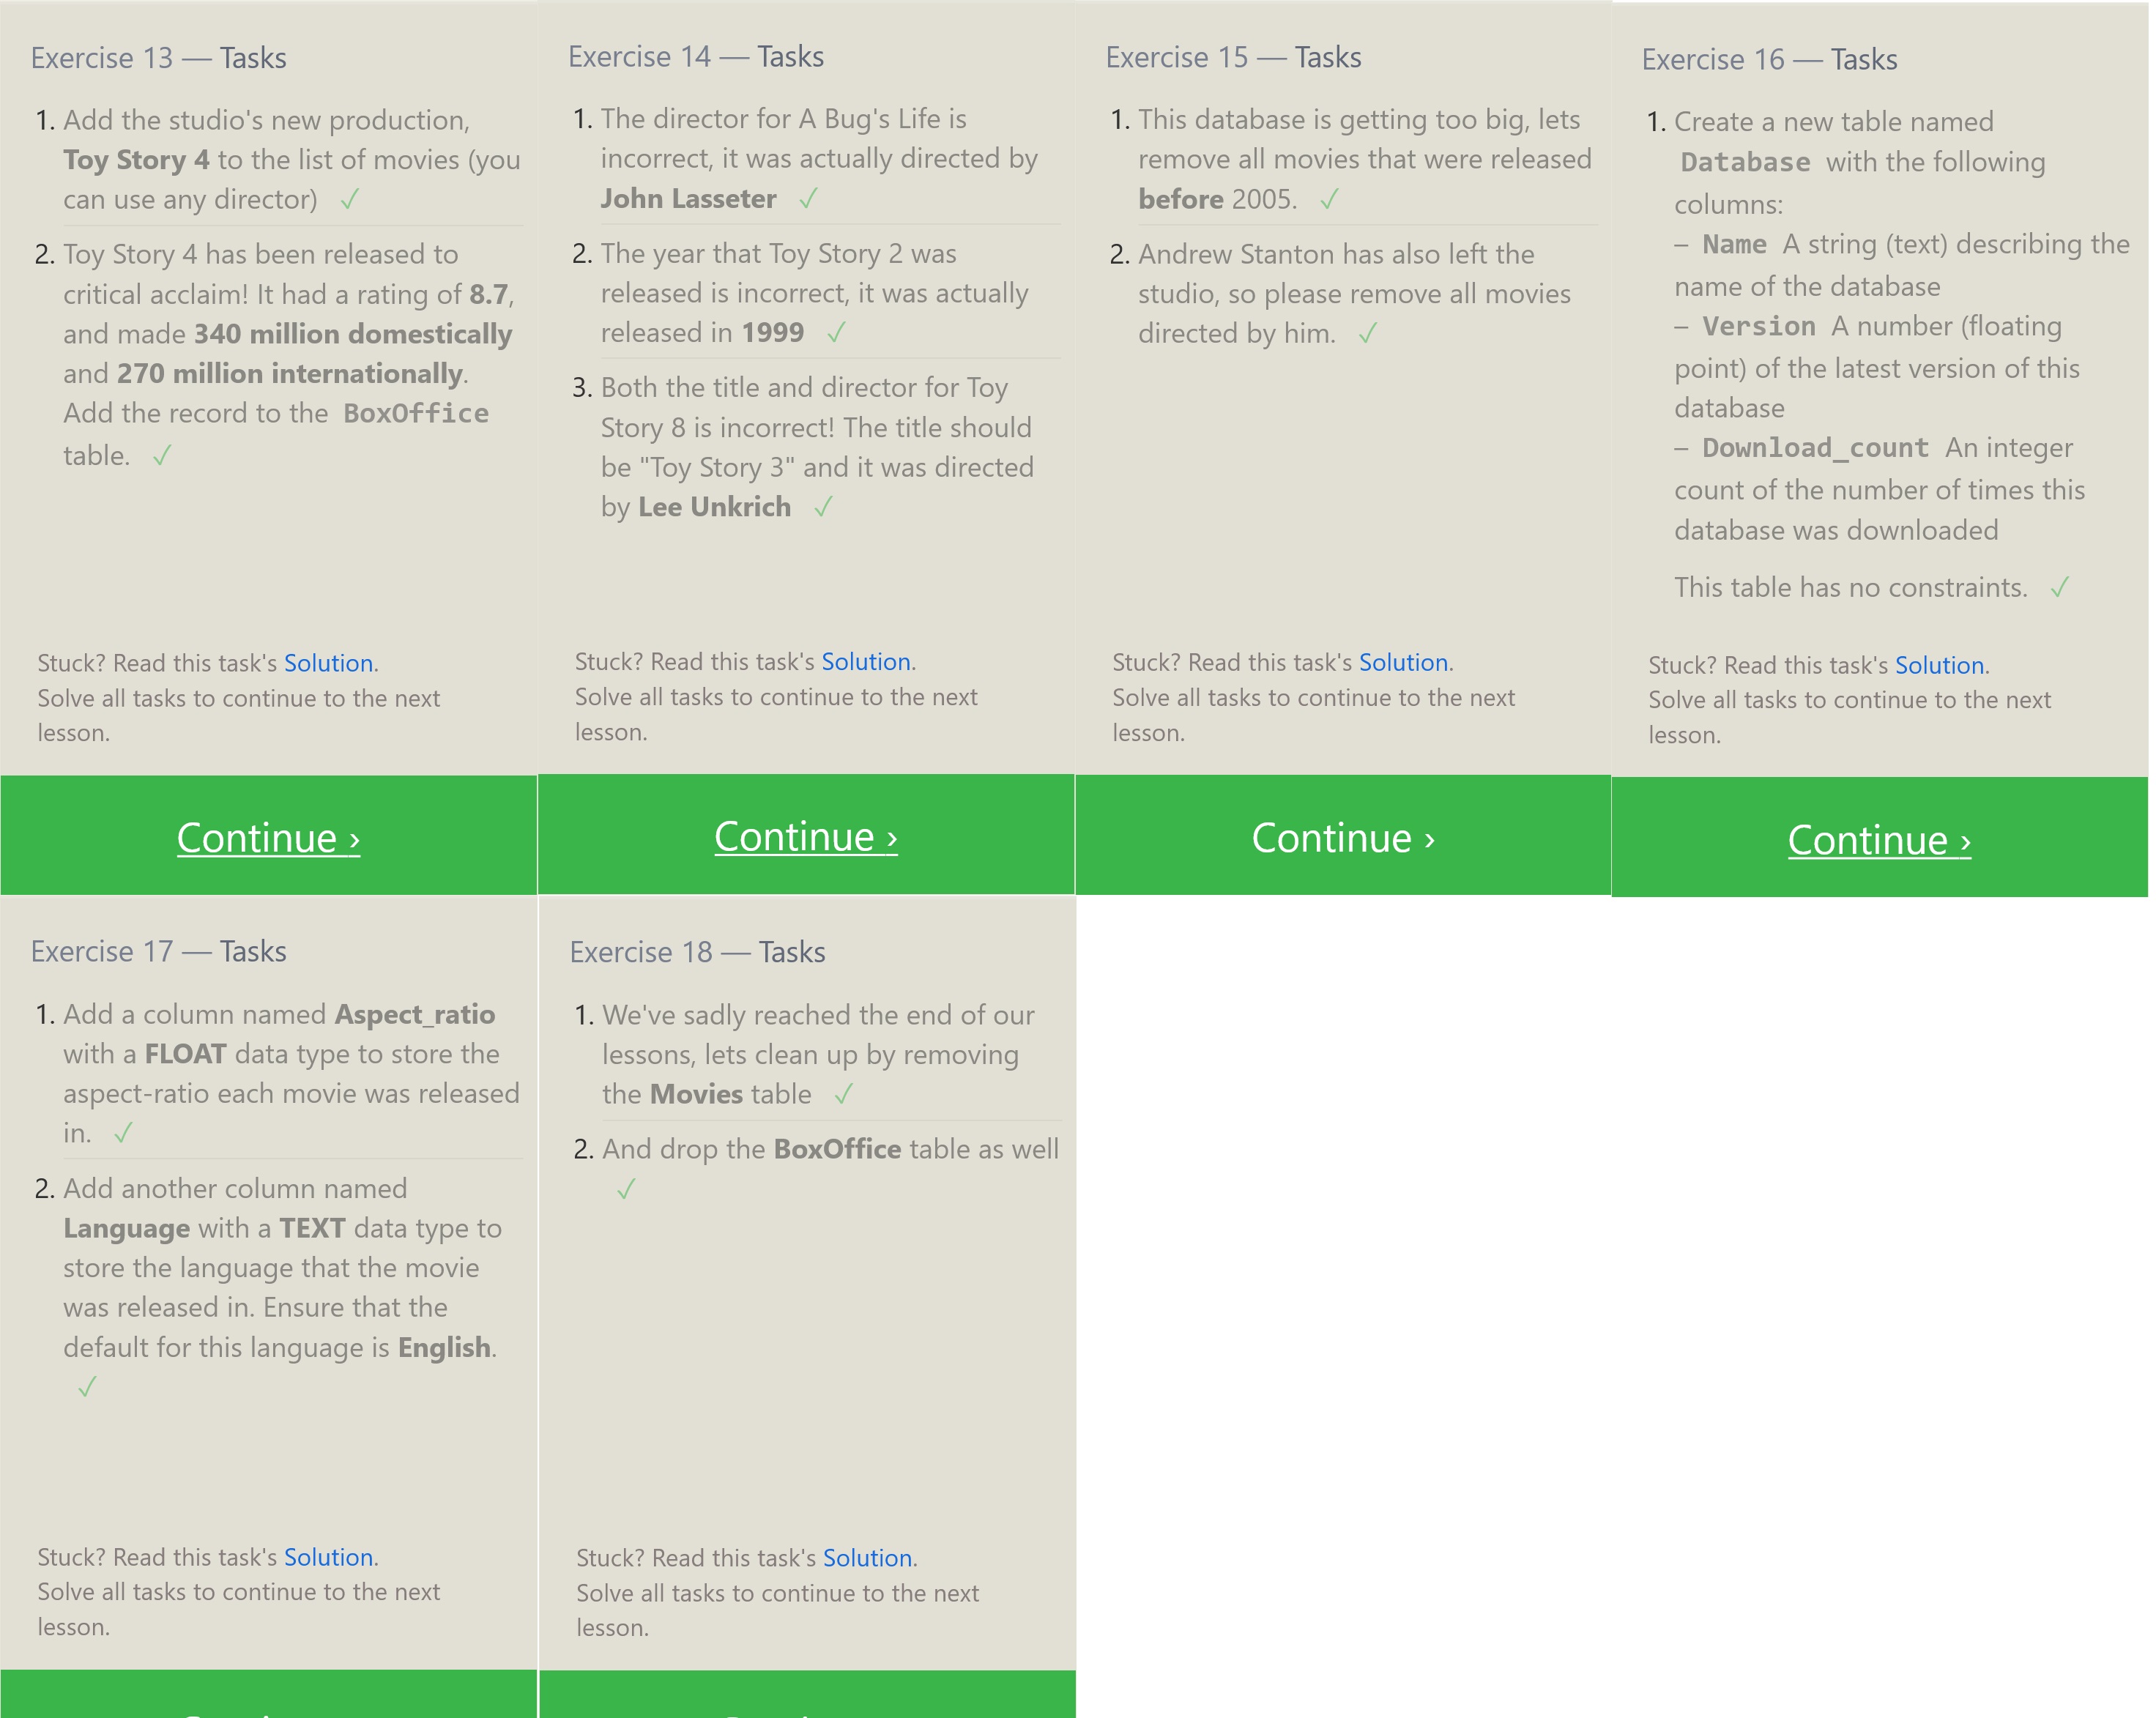 Exercise 13 — Tasks
1. Add the studio's new production,
Toy Story 4 to the list of movies (you
can use any director) ✓
2. Toy Story 4 has been released to
critical acclaim! It had a rating of 8.7,
and made 340 million domestically
and 270 million internationally.
Add the record to the BoxOffice
table. ✓
Stuck? Read this task's Solution.
Solve all tasks to continue to the next
lesson.
Continue ›
Exercise 14 — Tasks
1. The director for A Bug's Life is
incorrect, it was actually directed by
John Lasseter ✓
2. The year that Toy Story 2 was
released is incorrect, it was actually
released in 1999 ✓
3. Both the title and director for Toy
Story 8 is incorrect! The title should
be "Toy Story 3" and it was directed
by Lee Unkrich ✓
Stuck? Read this task's Solution.
Solve all tasks to continue to the next
lesson.
Continue ›
Exercise 15 — Tasks
1. This database is getting too big, lets
remove all movies that were released
before 2005. ✓
2. Andrew Stanton has also left the
studio, so please remove all movies
directed by him. ✓
Stuck? Read this task's Solution.
Solve all tasks to continue to the next
lesson.
Continue ›
Exercise 16 — Tasks
1. Create a new table named
Database with the following
columns:
– Name A string (text) describing the
name of the database
– Version A number (floating
point) of the latest version of this
database
– Download_count An integer
count of the number of times this
database was downloaded
This table has no constraints. ✓
Stuck? Read this task's Solution.
Solve all tasks to continue to the next
lesson.
Continue ›
Exercise 17 — Tasks
1. Add a column named Aspect_ratio
with a FLOAT data type to store the
aspect-ratio each movie was released
in. ✓
2. Add another column named
Language with a TEXT data type to
store the language that the movie
was released in. Ensure that the
default for this language is English.
✓
Stuck? Read this task's Solution.
Solve all tasks to continue to the next
lesson.
Exercise 18 — Tasks
1. We've sadly reached the end of our
lessons, lets clean up by removing
the Movies table ✓
2. And drop the BoxOffice table as well
✓
Stuck? Read this task's Solution.
Solve all tasks to continue to the next
lesson.